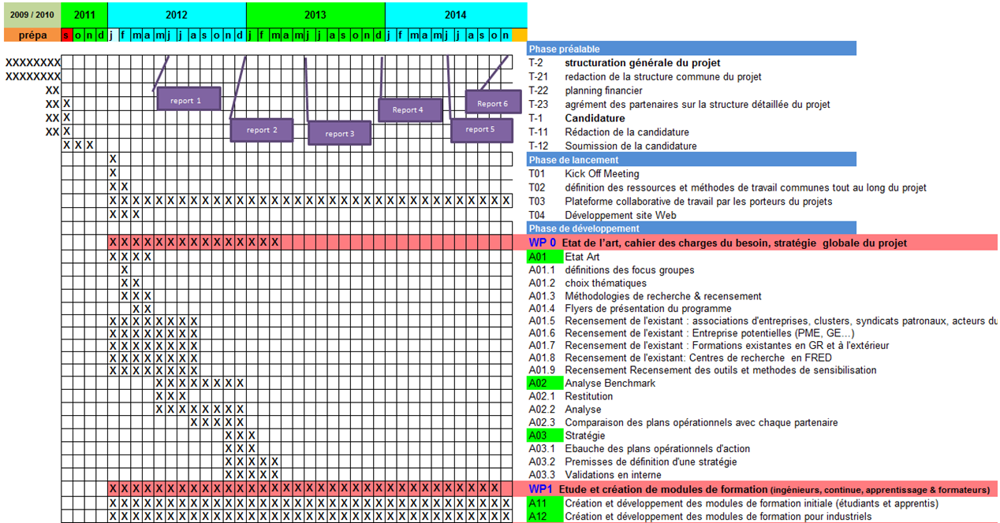 2009 / 2010 2011 2012 2013 2014
prépa s o n d j f m a m j j a s o n d j f m a m j j a s o n d j f m a m j j a s o n
Phase préalable
XXXXXXXX T-2 structuration générale du projet
XXXXXXXX T-21 redaction de la structure commune du projet
XX T-22 planning financier
report 1
Report 6
XX X T-23 agrément des partenaires sur la structure détaillée du projet
Report 4
XX X T-1 Candidature
report 2
report 5
XX X T-11 Rédaction de la candidature
report 3
X X X T-12 Soumission de la candidature
X Phase de lancement
X T01 Kick Off Meeting
X X T02 définition des ressources et méthodes de travail communes tout au long du projet
X X X X X X X X X X X X X X X X X X X X X X X X X X X X X X X X X X X T03 Plateforme collaborative de travail par les porteurs du projets
X X X T04 Développement site Web
Phase de développement
X X X X X X X X X X X X X X X WP 0 Etat de l'art, cahier des charges du besoin, stratégie globale du projet
X X X X A01 Etat Art
X A01.1 définitions des focus groupes
X X A01.2 choix thématiques
X X X A01.3 Méthodologies de recherche & recensement
X X A01.4 Flyers de présentation du programme
X X X X X X X X A01.5 Recensement de l'existant : associations d'entreprises, clusters, syndicats patronaux, acteurs du
X X X X X X X X A01.6 Recensement de l'existant : Entreprise potentielles (PME, GE…)
X X X X X X X X A01.7 Recensement de l'existant : Formations existantes en GR et à l'extérieur
X X X X X X X X A01.8 Recensement de l'existant: Centres de recherche en FRED
X X X X X X X X A01.9 Recensement Recensement des outils et methodes de sensibilisation
X X X X X X X X A02 Analyse Benchmark
X X X A02.1 Restitution
X X X X X X X X A02.2 Analyse
X X X X X A02.3 Comparaison des plans opérationnels avec chaque partenaire
X X X A03 Stratégie
X X X A03.1 Ebauche des plans opérationnels d'action
X X X X X A03.2 Premisses de définition d'une stratégie
X X X X X A03.3 Validations en interne
X X X X X X X X X X X X X X X X X X X X X X X X X X X X X X X X X X WP1 Etude et création de modules de formation (ingénieurs, continue, apprentissage & formateurs)
X X X X X X X X X X X X X X X X X X X X X X X X X X X X X X X X X X X A11 Création et développement des modules de formation initiale (étudiants et apprentis)
X X X X X X X X X X X X X X X X X X X X X X X X X X X X X X X X X X X A12 Création et développement des modules de formation pour industriels